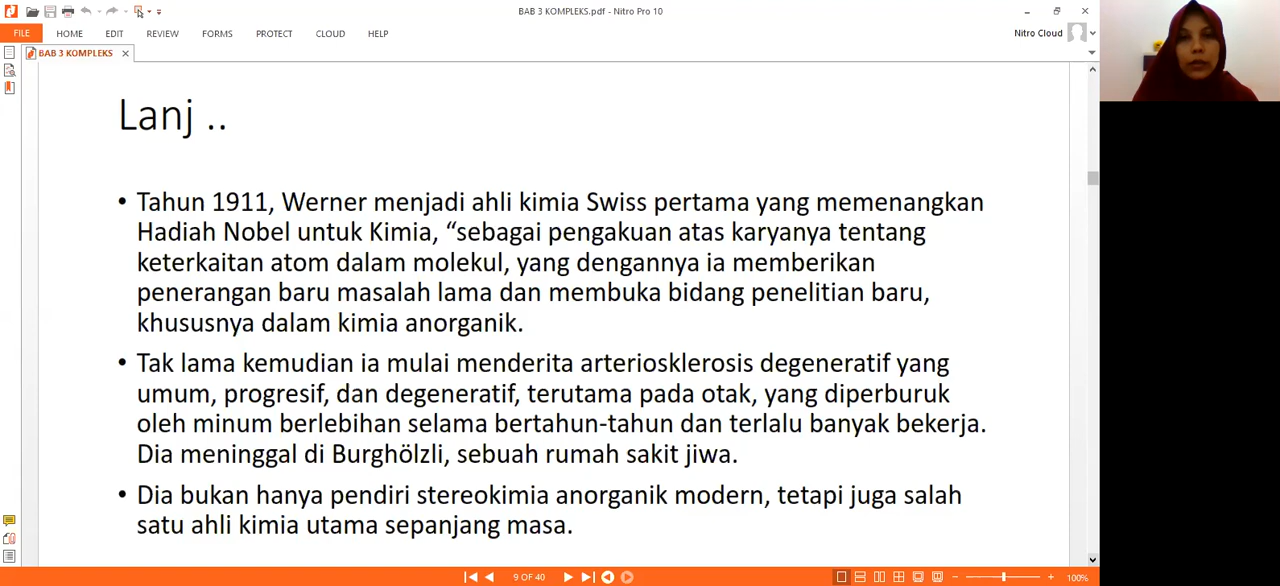 BAB 3 KOMPLEKS.pdf - Nitro Pro 10
FILE HOME EDIT REVIEW FORMS PROTECT CLOUD HELP
Nitro Cloud
BAB 3 KOMPLEKS
Lanj ..
• Tahun 1911, Werner menjadi ahli kimia Swiss pertama yang memenangkan
Hadiah Nobel untuk Kimia, “sebagai pengakuan atas karyanya tentang
keterkaitan atom dalam molekul, yang dengannya ia memberikan
penerangan baru masalah lama dan membuka bidang penelitian baru,
khususnya dalam kimia anorganik.
• Tak lama kemudian ia mulai menderita arteriosklerosis degeneratif yang
umum, progresif, dan degeneratif, terutama pada otak, yang diperburuk
oleh minum berlebihan selama bertahun-tahun dan terlalu banyak bekerja.
Dia meninggal di Burghölzli, sebuah rumah sakit jiwa.
• Dia bukan hanya pendiri stereokimia anorganik modern, tetapi juga salah
satu ahli kimia utama sepanjang masa.
9 OF 40
100%